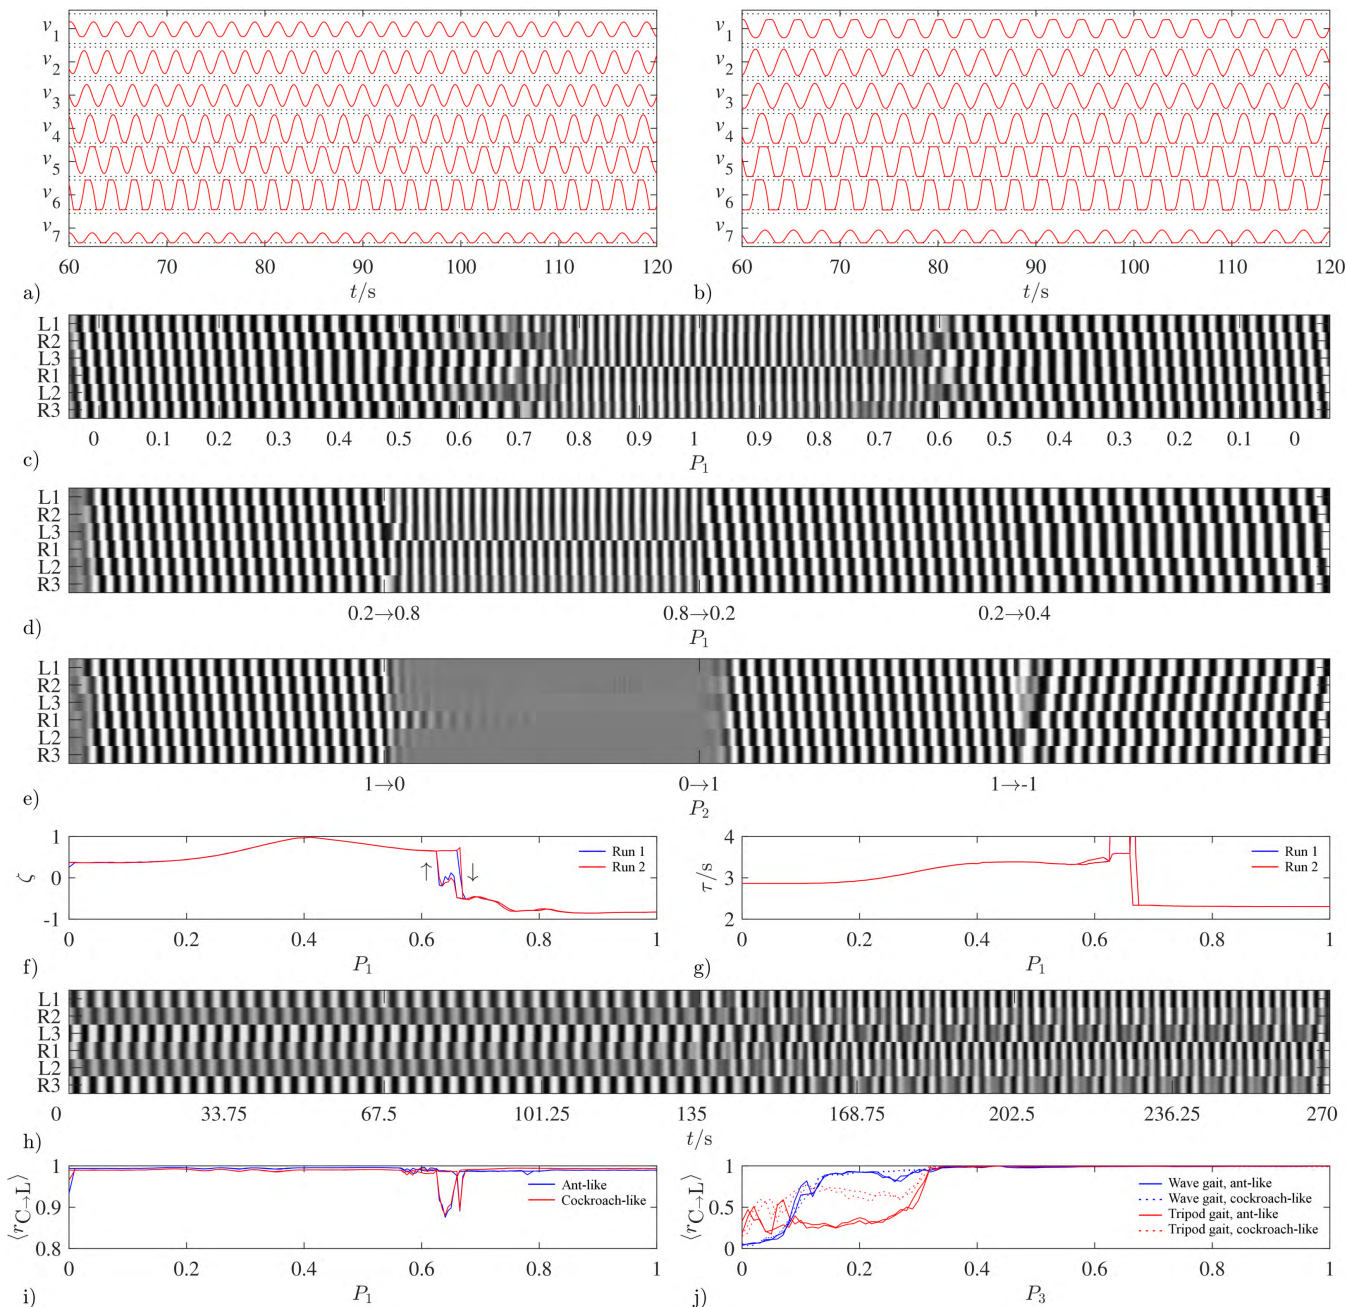 v1
v2
v3
v4
v5
v6
v7
60 70 80 90 100 110 120
a) t/s
v1
v2
v3
v4
v5
v6
v7
60 70 80 90 100 110 120
b) t/s
L1
R2
L3
R1
L2
R3
0 0.1 0.2 0.3 0.4 0.5 0.6 0.7 0.8 0.9 1 0.9 0.8 0.7 0.6 0.5 0.4 0.3 0.2 0.1 0
c) P1
L1
R2
L3
R1
L2
R3
0.2→0.8 0.8→0.2 0.2→0.4
d) P1
L1
R2
L3
R1
L2
R3
1→0 0→1 1→-1
e) P2
1
0
-1
ζ
Run 1
Run 2
↑ ↓
0 0.2 0.4 0.6 0.8 1
f) P1
4
3
2
τ/s
Run 1
Run 2
0 0.2 0.4 0.6 0.8 1
g) P1
L1
R2
L3
R1
L2
R3
0 33.75 67.5 101.25 135 168.75 202.5 236.25 270
h) t/s
1
0.9
0.8
⟨rC→L⟩
Ant-like
Cockroach-like
0 0.2 0.4 0.6 0.8 1
i) P1
1
0.5
0
⟨rC→L⟩
Wave gait, ant-like
Wave gait, cockroach-like
Tripod gait, ant-like
Tripod gait, cockroach-like
0 0.2 0.4 0.6 0.8 1
j) P3